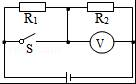 R₁ R₂
S V